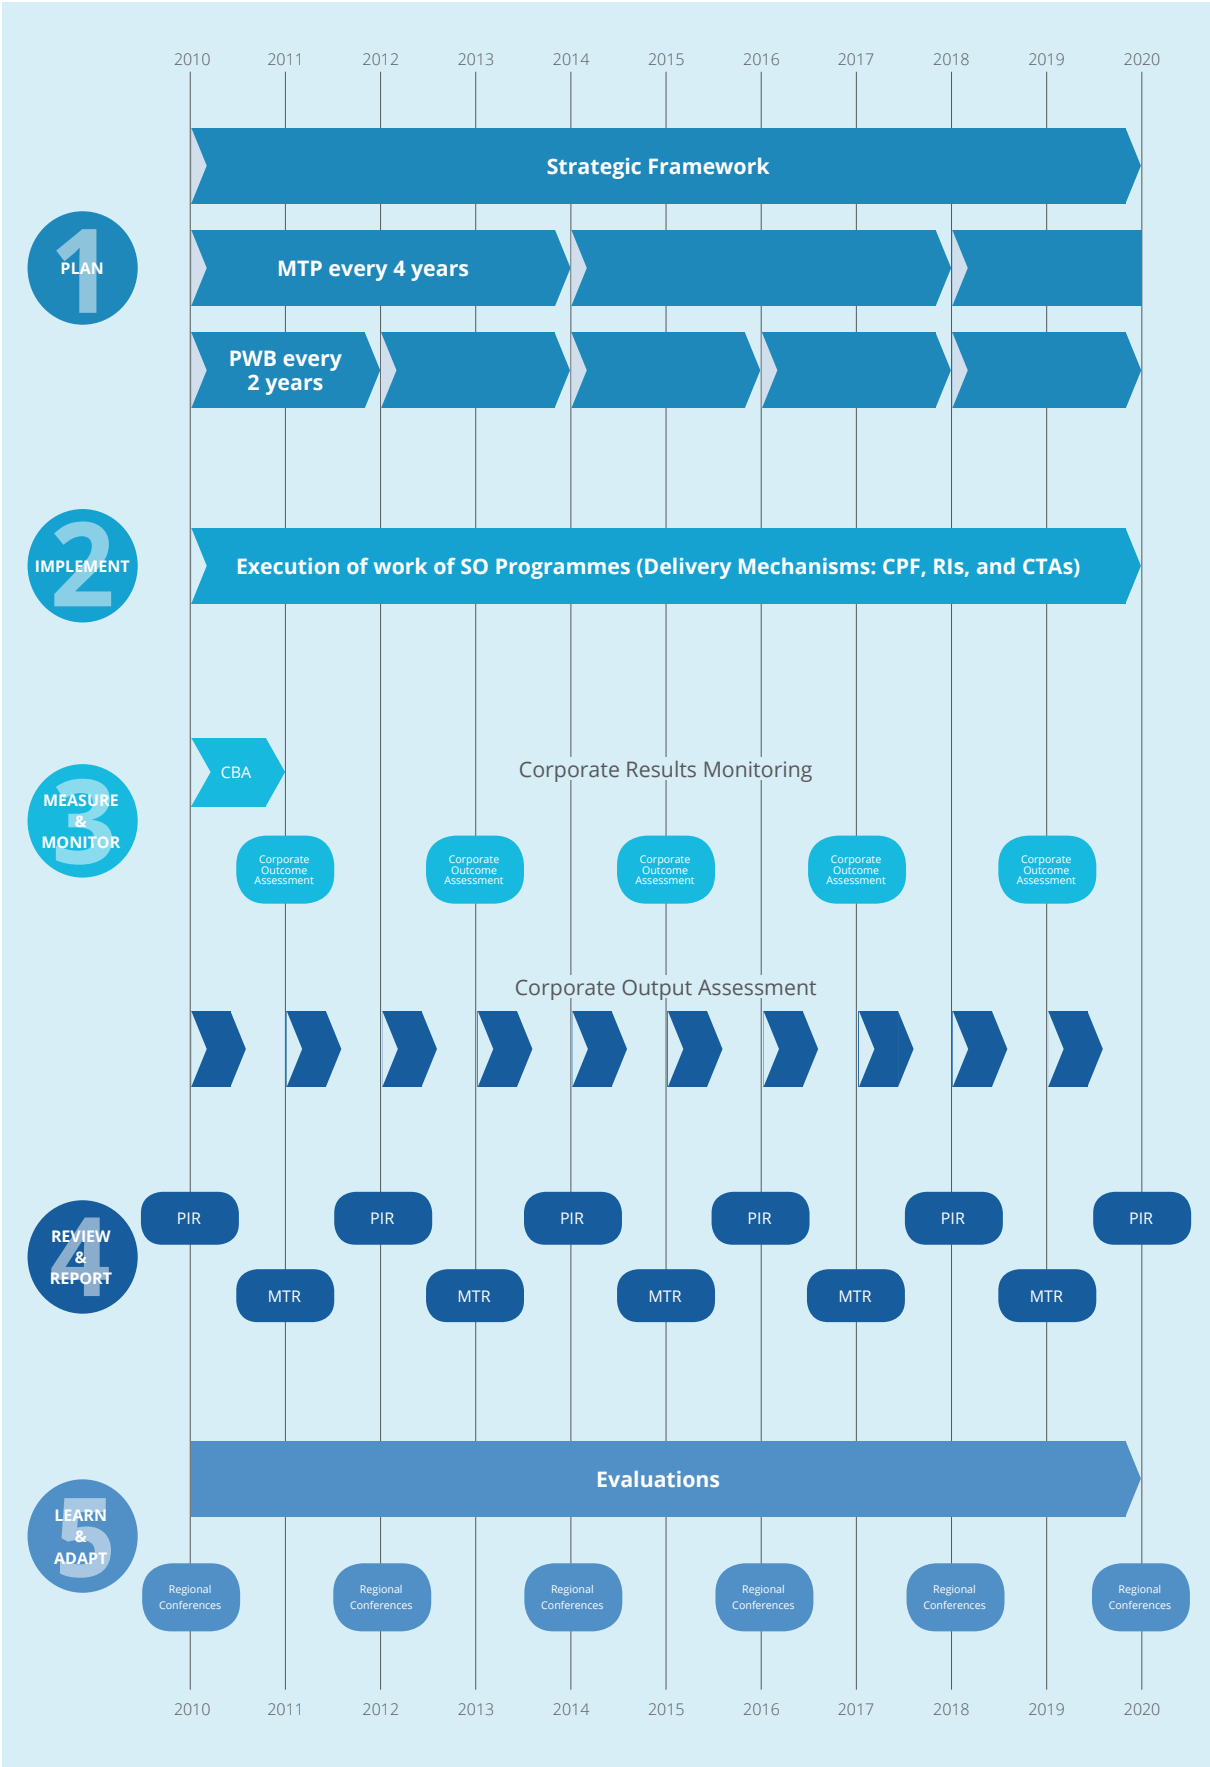 2010 2011 2012 2013 2014 2015 2016 2017 2018 2019 2020
Strategic Framework
1
PLAN
MTP every 4 years
PWB every
2 years
2
IMPLEMENT
Execution of work of SO Programmes (Delivery Mechanisms: CPF, RIs, and CTAs)
3
MEASURE
&
MONITOR
CBA
Corporate Results Monitoring
Corporate
Outcome
Assessment
Corporate
Outcome
Assessment
Corporate
Outcome
Assessment
Corporate
Outcome
Assessment
Corporate
Outcome
Assessment
Corporate Output Assessment
4
REVIEW
&
REPORT
PIR PIR PIR PIR PIR PIR
MTR MTR MTR MTR MTR
5
LEARN
&
ADAPT
Evaluations
Regional
Conferences
Regional
Conferences
Regional
Conferences
Regional
Conferences
Regional
Conferences
Regional
Conferences
2010 2011 2012 2013 2014 2015 2016 2017 2018 2019 2020